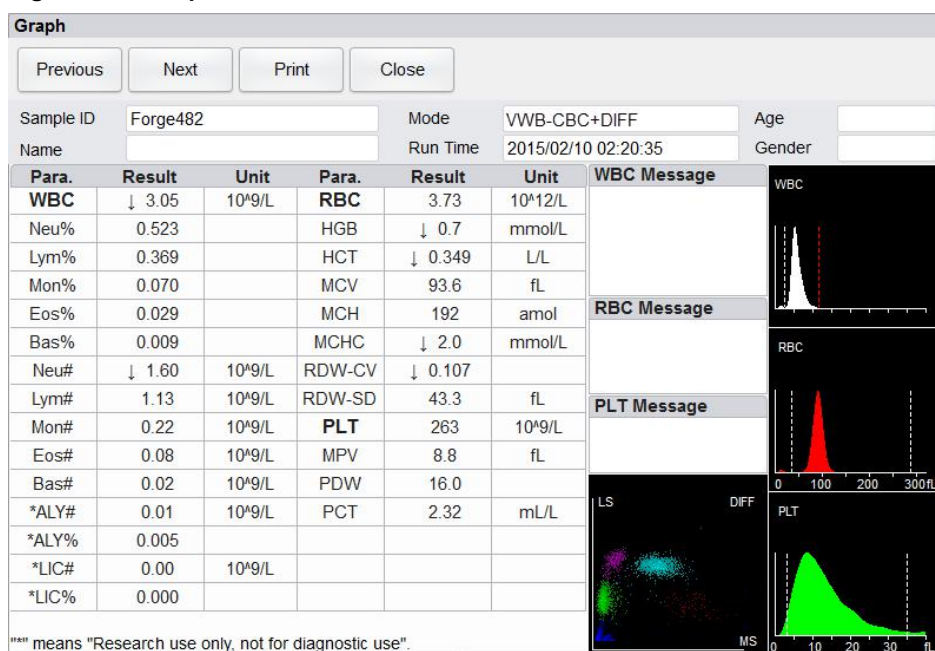 Graph
Previous Next Print Close
Sample ID Forge482 Mode VWB-CBC+DIFF Age
Name Run Time 2015/02/10 02:20:35 Gender
Para. Result Unit Para. Result Unit WBC Message WBC
WBC ↓ 3.05 10^9/L RBC 3.73 10^12/L
Neu% 0.523 HGB ↓ 0.7 mmol/L
Lym% 0.369 HCT ↓ 0.349 L/L
Mon% 0.070 MCV 93.6 fL
Eos% 0.029 MCH 192 amol RBC Message
Bas% 0.009 MCHC ↓ 2.0 mmol/L RBC
Neu# ↓ 1.60 10^9/L RDW-CV ↓ 0.107
Lym# 1.13 10^9/L RDW-SD 43.3 fL PLT Message
Mon# 0.22 10^9/L PLT 263 10^9/L
Eos# 0.08 10^9/L MPV 8.8 fL
Bas# 0.02 10^9/L PDW 16.0 0 100 200 300fL
*ALY# 0.01 10^9/L PCT 2.32 mL/L LS DIFF PLT
*ALY% 0.005
*LIC# 0.00 10^9/L
*LIC% 0.000
"*" means "Research use only, not for diagnostic use". MS 0 10 20 30 fL